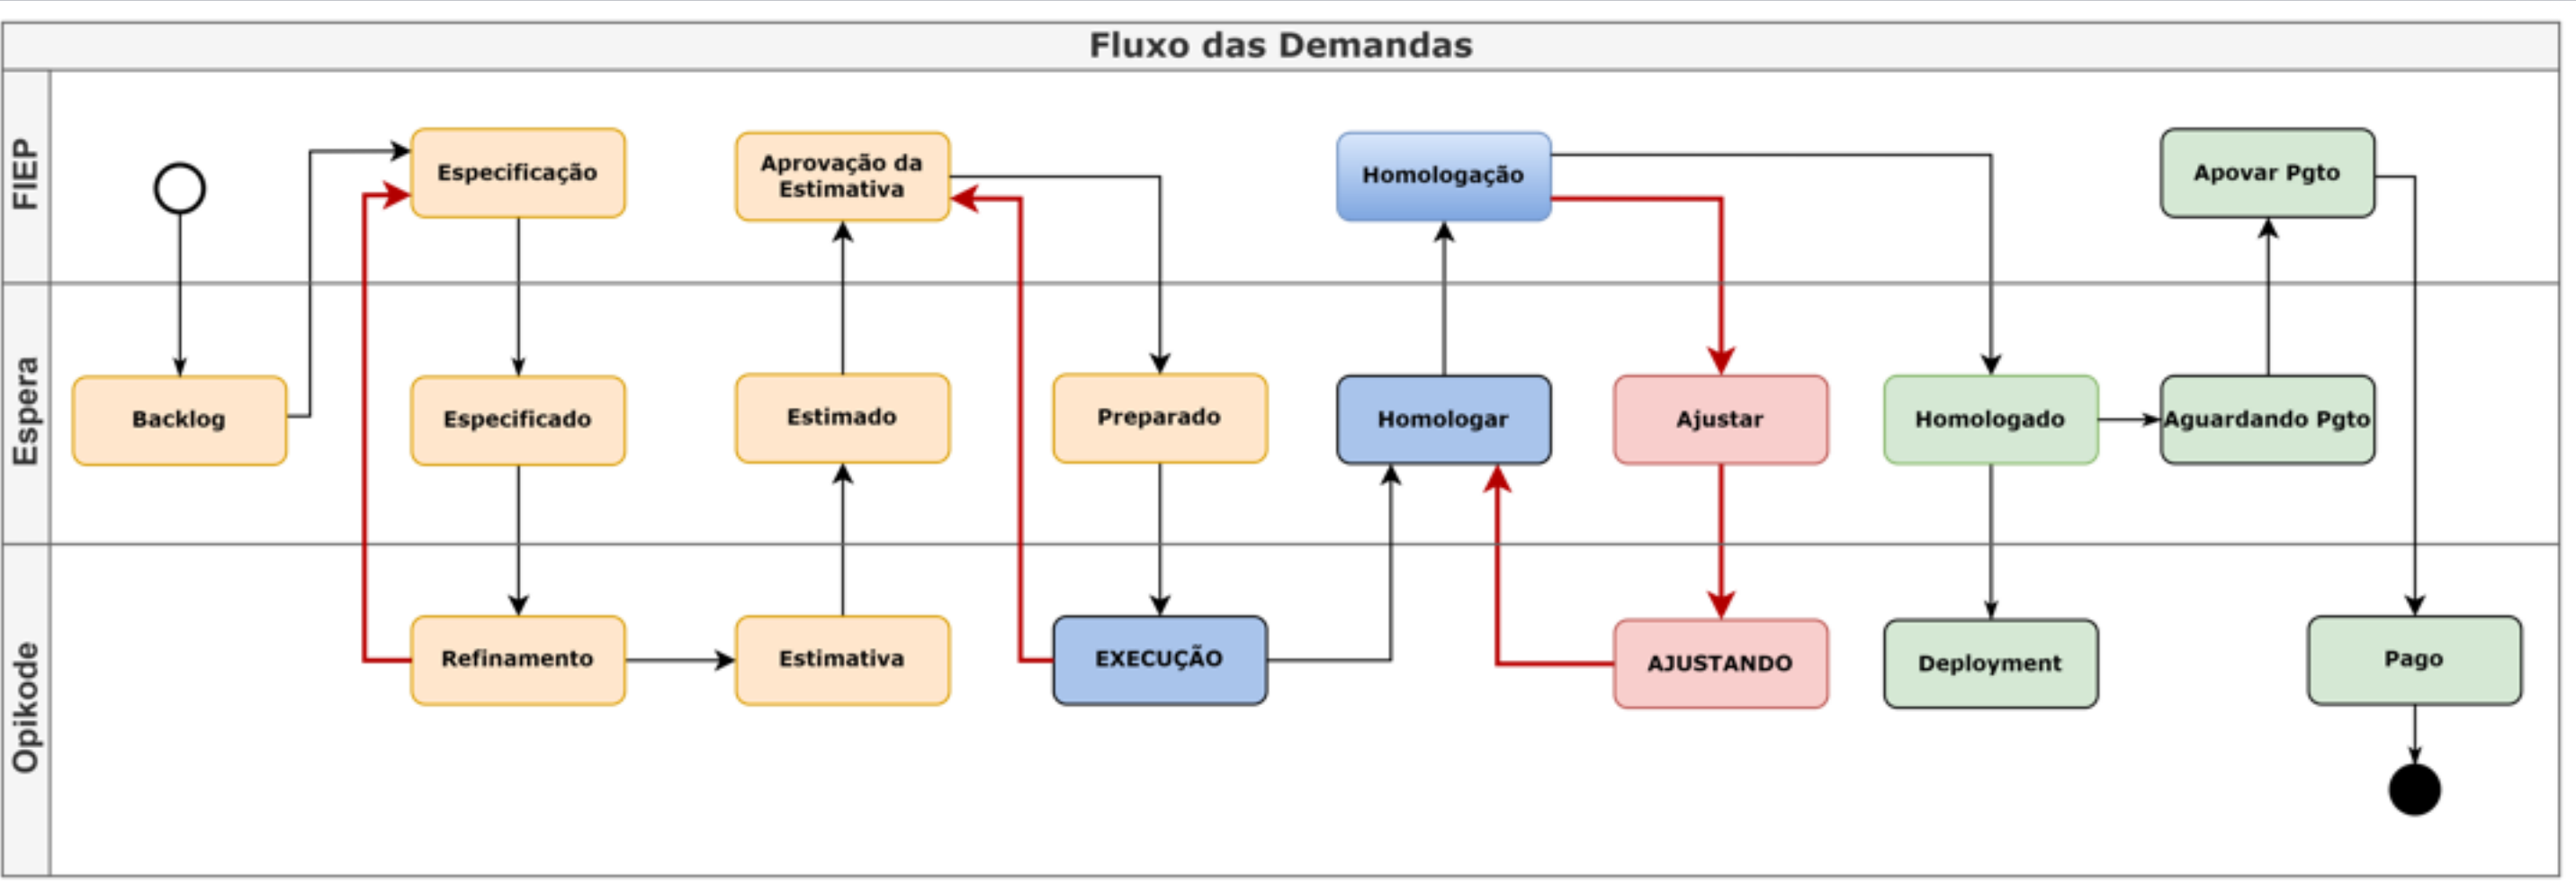 Fluxo das Demandas
FIEP
Especificação
Aprovação da
Estimativa
Homologação
Apovar Pgto
Espera
Backlog
Especificado
Estimado
Preparado
Homologar
Ajustar
Homologado
Aguardando Pgto
Opikode
Refinamento
Estimativa
EXECUÇÃO
AJUSTANDO
Deployment
Pago